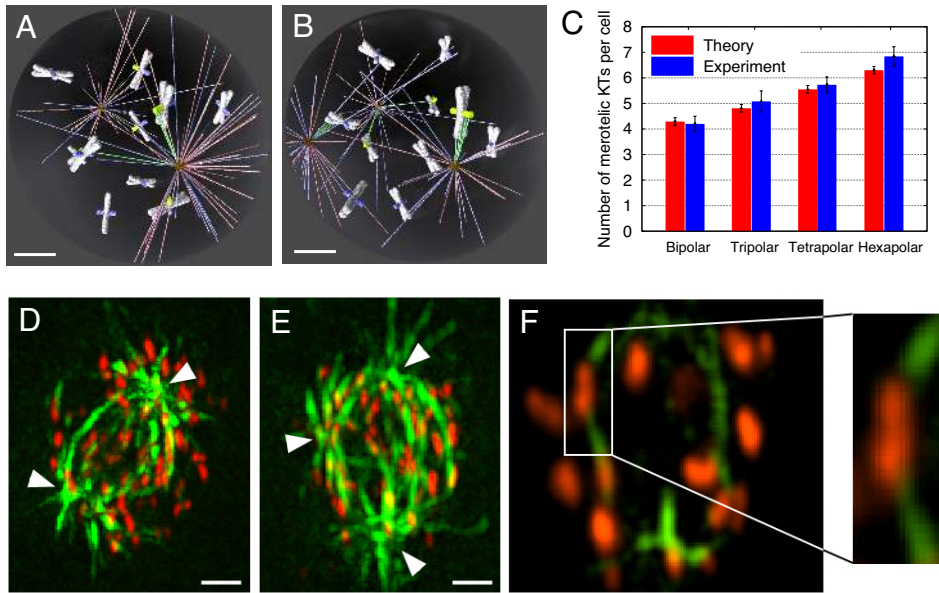 A
B
C
Number of merotelic KTs per cell
8
7
6
5
4
3
2
1
0
Theory
Experiment
Bipolar Tripolar Tetrapolar Hexapolar
D
E
F